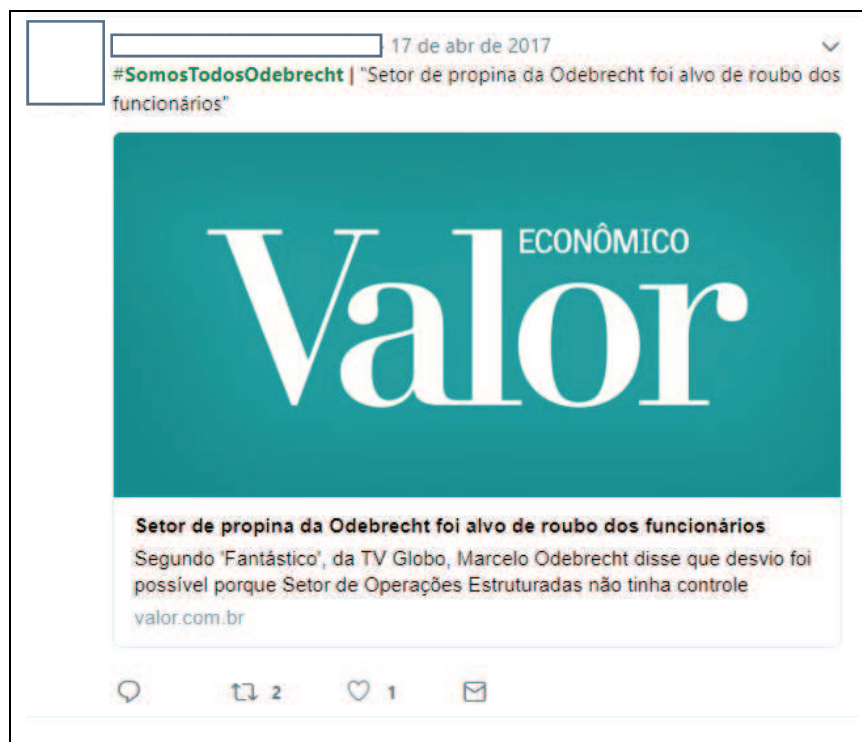 17 de abr de 2017
#SomosTodosOdebrecht | "Setor de propina da Odebrecht foi alvo de roubo dos
funcionários"
ECONÔMICO
Valor
Setor de propina da Odebrecht foi alvo de roubo dos funcionários
Segundo 'Fantástico', da TV Globo, Marcelo Odebrecht disse que desvio foi
possível porque Setor de Operações Estruturadas não tinha controle
valor.com.br
2 1